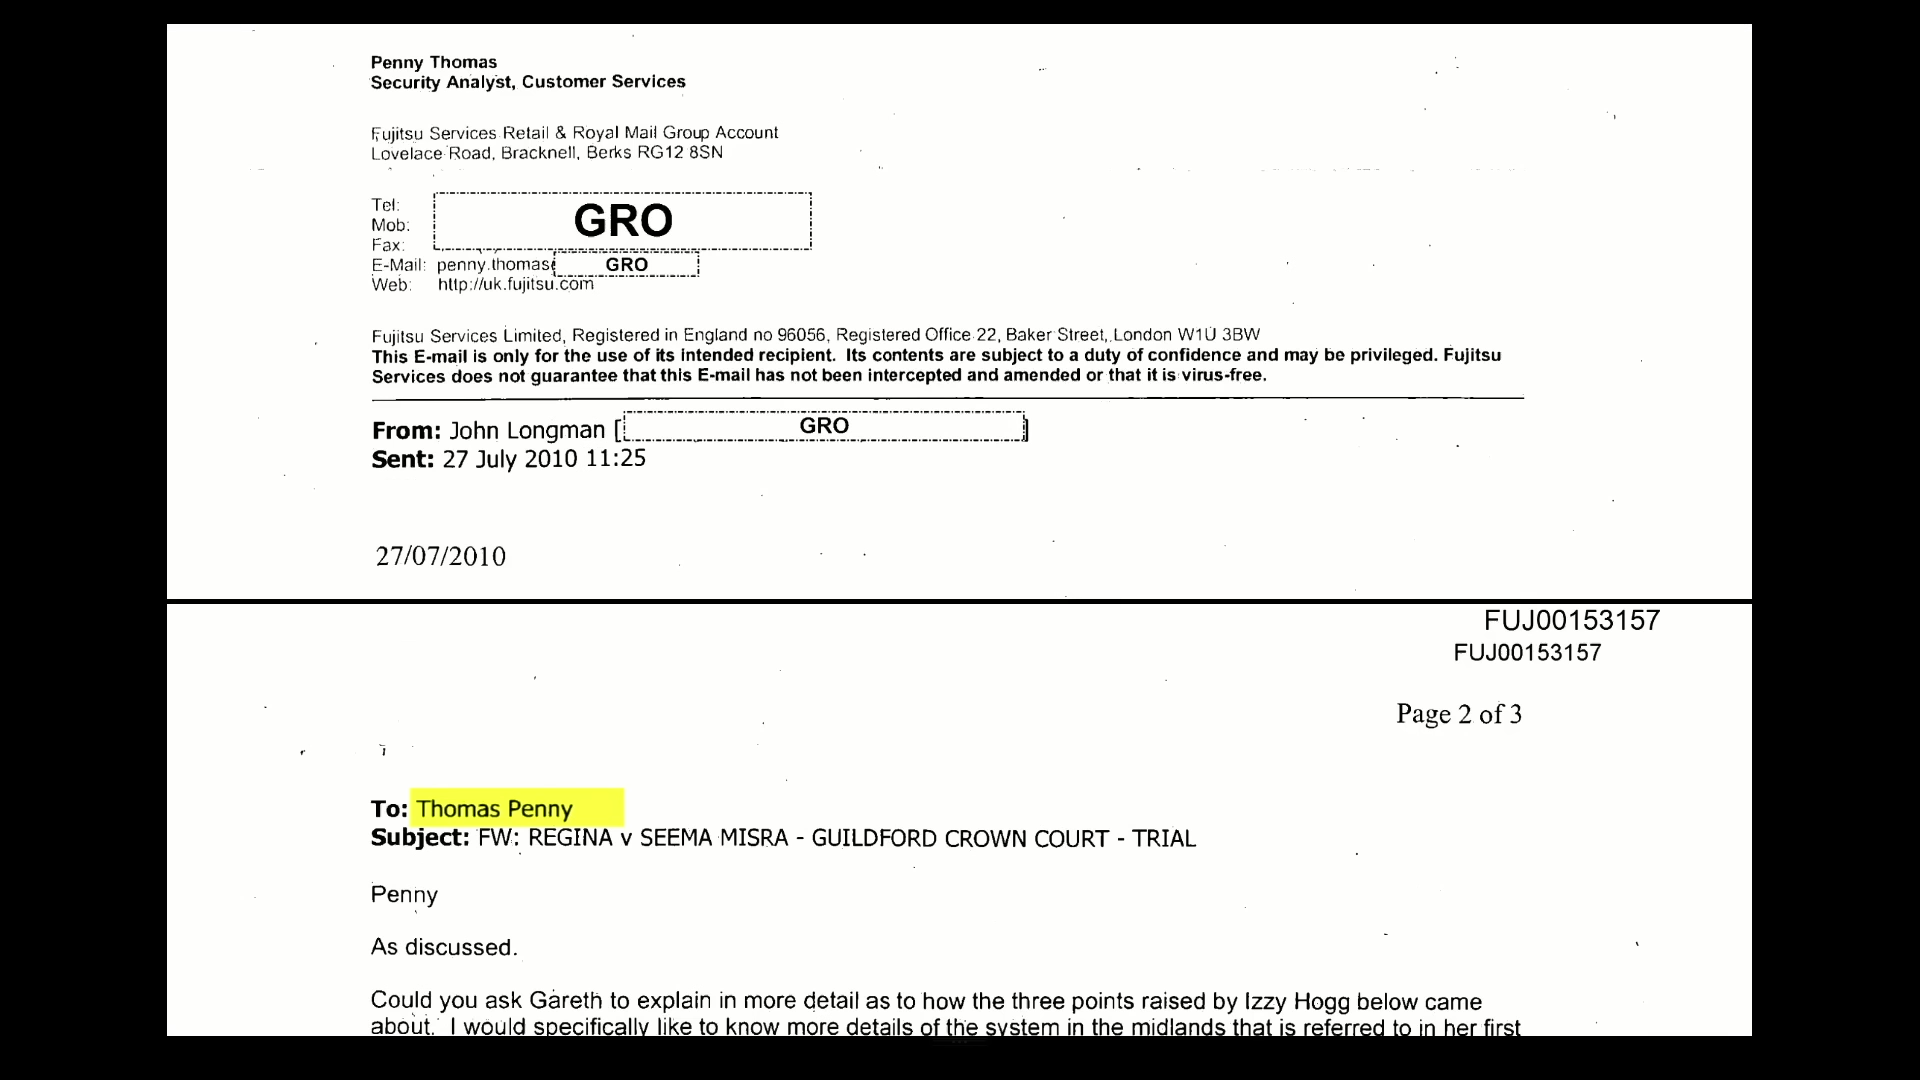 Penny Thomas
Security Analyst, Customer Services
Fujitsu Services Retail & Royal Mail Group Account
Lovelace Road, Bracknell, Berks RG12 8SN
Tel:
Mob:
Fax:
GRO
E-Mail: penny.thomas GRO
Web: http://uk.fujitsu.com
Fujitsu Services Limited, Registered in England no 96056, Registered Office 22, Baker Street, London W1U 3BW
This E-mail is only for the use of its intended recipient. Its contents are subject to a duty of confidence and may be privileged. Fujitsu
Services does not guarantee that this E-mail has not been intercepted and amended or that it is virus-free.
From: John Longman [GRO]
Sent: 27 July 2010 11:25
27/07/2010
FUJ00153157
FUJ00153157
Page 2 of 3
To: Thomas Penny
Subject: FW: REGINA v SEEMA MISRA - GUILDFORD CROWN COURT - TRIAL
Penny
As discussed.
Could you ask Gareth to explain in more detail as to how the three points raised by Izzy Hogg below came
about. I would specifically like to know more details of the system in the midlands that is referred to in her first